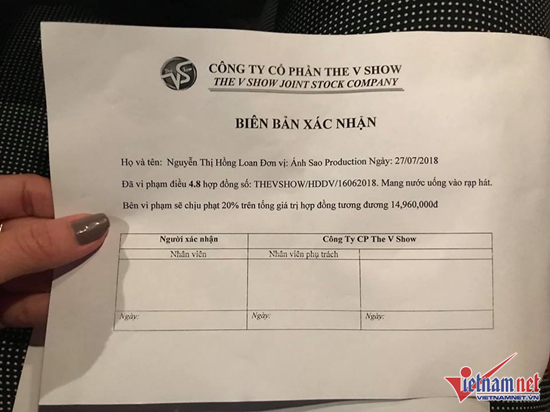 VS
CÔNG TY CỔ PHẦN THE V SHOW
THE V SHOW JOINT STOCK COMPANY
BIÊN BẢN XÁC NHẬN
Họ và tên: Nguyễn Thị Hồng Loan Đơn vị: Ánh Sao Production Ngày: 27/07/2018
Đã vi phạm điều 4.8 hợp đồng số: THEVSHOW/HDDV/16062018. Mang nước uống vào rạp hát.
Bên vi phạm sẽ chịu phạt 20% trên tổng giá trị hợp đồng tương đương 14,960,000đ
Người xác nhận Công Ty CP The V Show
Nhân viên Nhân viên phụ trách
Ngày: Ngày: Ngày:
Vietnamnet
VIETNAMNET.VN